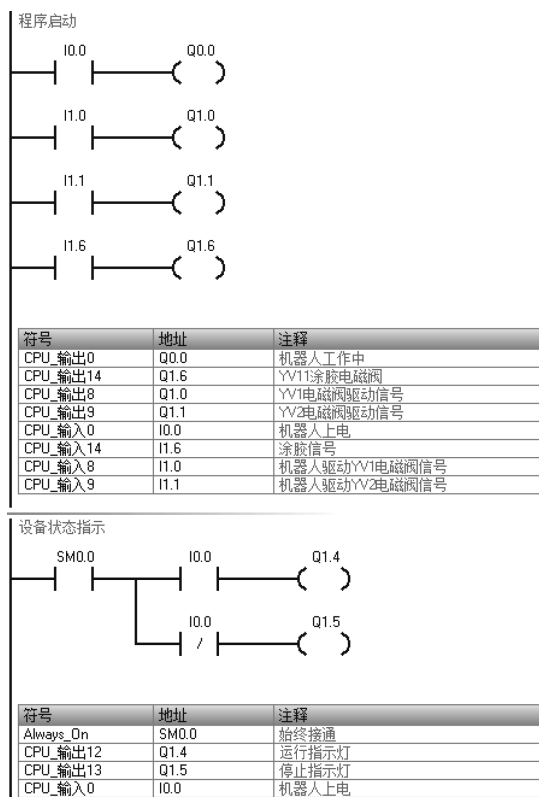 程序启动
I0.0 Q0.0
I1.0 Q1.0
I1.1 Q1.1
I1.6 Q1.6
符号 地址 注释
CPU_输出0 Q0.0 机器人工作中
CPU_输出14 Q1.6 YV11涂胶电磁阀
CPU_输出8 Q1.0 YV1电磁阀驱动信号
CPU_输出9 Q1.1 YV2电磁阀驱动信号
CPU_输入0 I0.0 机器人上电
CPU_输入14 I1.6 涂胶信号
CPU_输入8 I1.0 机器人驱动YV1电磁阀信号
CPU_输入9 I1.1 机器人驱动YV2电磁阀信号
设备状态指示
SM0.0 I0.0 Q1.4
I0.0 Q1.5
/
符号 地址 注释
Always_On SM0.0 始终接通
CPU_输出12 Q1.4 运行指示灯
CPU_输出13 Q1.5 停止指示灯
CPU_输入0 I0.0 机器人上电